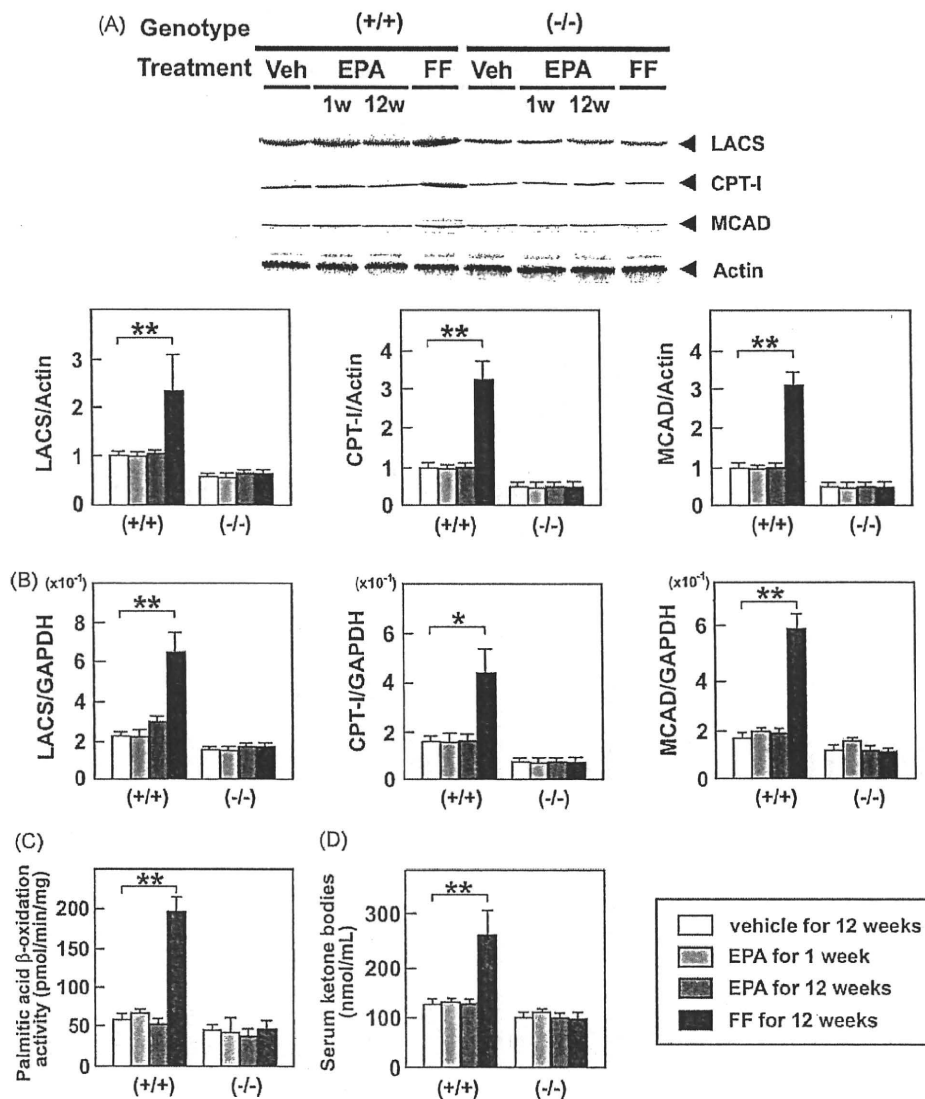 (A) Genotype (+/+) (-/-)
Treatment Veh EPA FF Veh EPA FF
1w 12w 1w 12w
LACS
CPT-I
MCAD
Actin
LACS/Actin
3
2
1
0
**
(+/+) (-/-)
CPT-I/Actin
4
3
2
1
0
**
(+/+) (-/-)
MCAD/Actin
4
3
2
1
0
**
(+/+) (-/-)
(B)
(x10⁻¹)
LACS/GAPDH
8
6
4
2
0
**
(+/+) (-/-)
(x10⁻¹)
CPT-I/GAPDH
6
4
2
0
*
(+/+) (-/-)
(x10⁻¹)
MCAD/GAPDH
6
4
2
0
**
(+/+) (-/-)
(C)
Palmitic acid β-oxidation
activity (pmol/min/mg)
200
150
100
50
0
**
(+/+) (-/-)
(D)
Serum ketone bodies
(nmol/mL)
300
200
100
0
**
(+/+) (-/-)
vehicle for 12 weeks
EPA for 1 week
EPA for 12 weeks
FF for 12 weeks